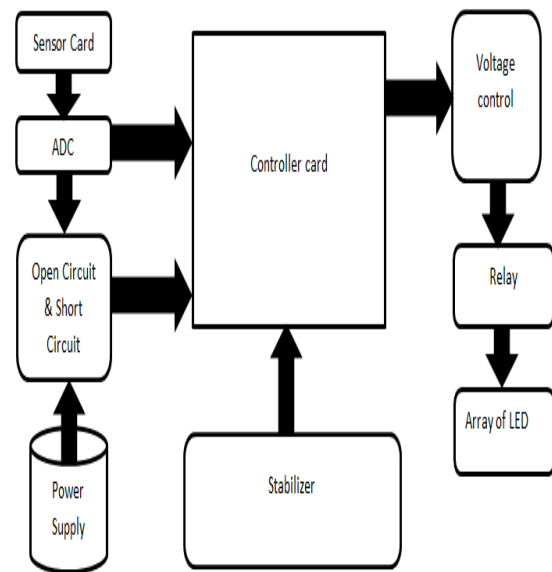 Sensor Card
ADC
Open Circuit
& Short
Circuit
Power
Supply
Controller card
Stabilizer
Voltage
control
Relay
Array of LED